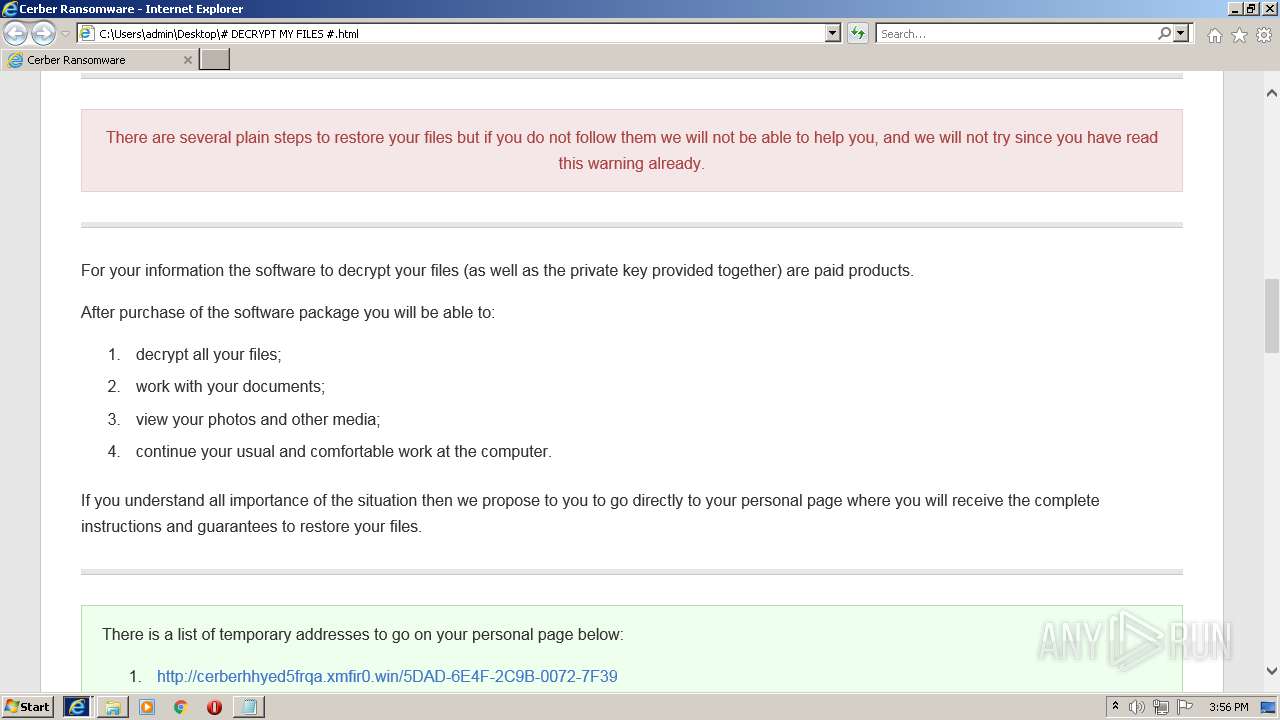 Cerber Ransomware - Internet Explorer
C:\Users\admin\Desktop\# DECRYPT MY FILES #.html
Search...
Cerber Ransomware
There are several plain steps to restore your files but if you do not follow them we will not be able to help you, and we will not try since you have read
this warning already.
For your information the software to decrypt your files (as well as the private key provided together) are paid products.
After purchase of the software package you will be able to:
1. decrypt all your files;
2. work with your documents;
3. view your photos and other media;
4. continue your usual and comfortable work at the computer.
If you understand all importance of the situation then we propose to you to go directly to your personal page where you will receive the complete
instructions and guarantees to restore your files.
There is a list of temporary addresses to go on your personal page below:
1. http://cerberhhyed5frqa.xmfir0.win/5DAD-6E4F-2C9B-0072-7F39
ANY RUN
Start
3:56 PM